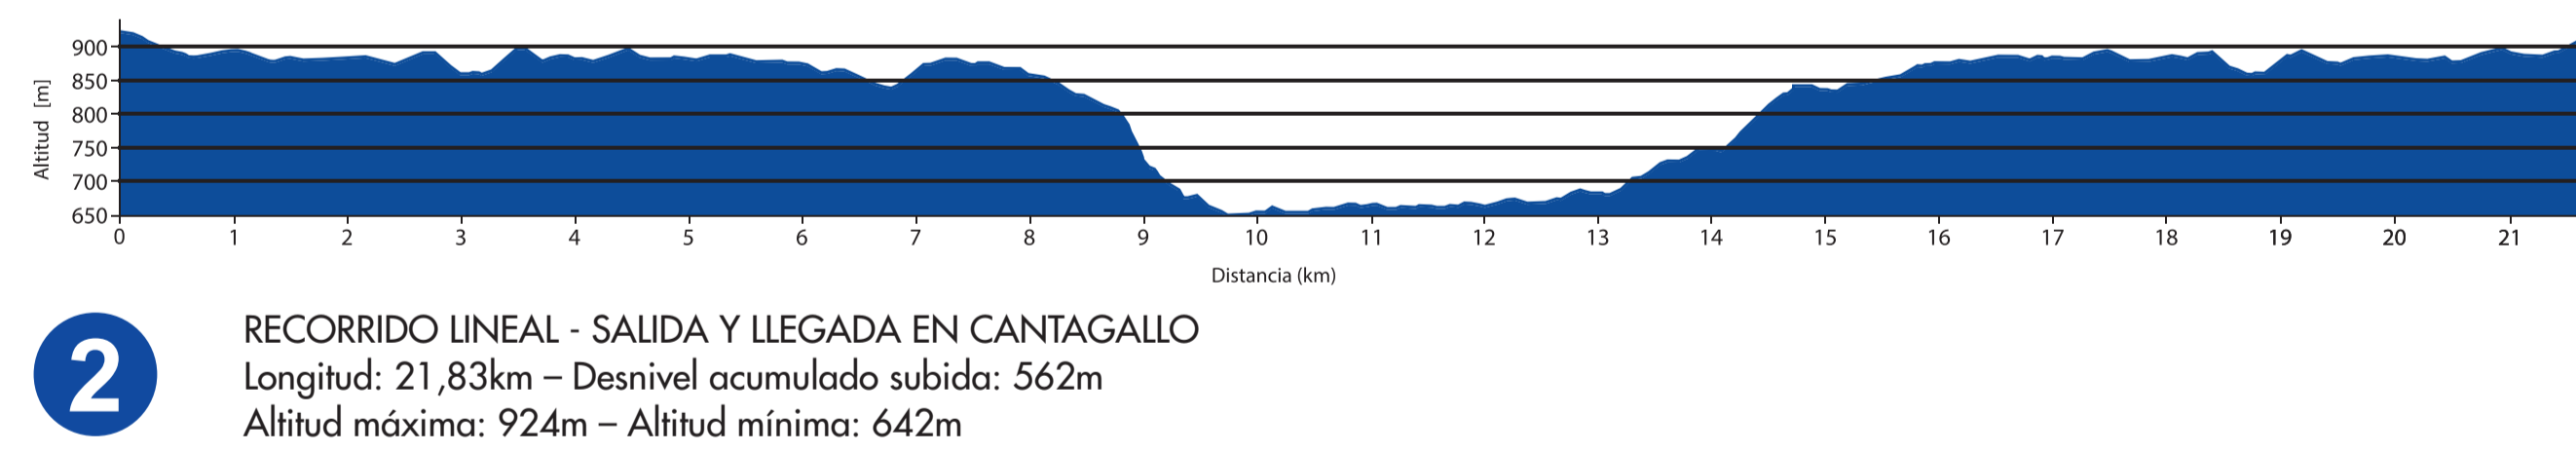 900
850
800
750
700
650
Altitud [m]
0 1 2 3 4 5 6 7 8 9 10 11 12 13 14 15 16 17 18 19 20 21
Distancia (km)
2
RECORRIDO LINEAL - SALIDA Y LLEGADA EN CANTAGALLO
Longitud: 21,83km – Desnivel acumulado subida: 562m
Altitud máxima: 924m – Altitud mínima: 642m